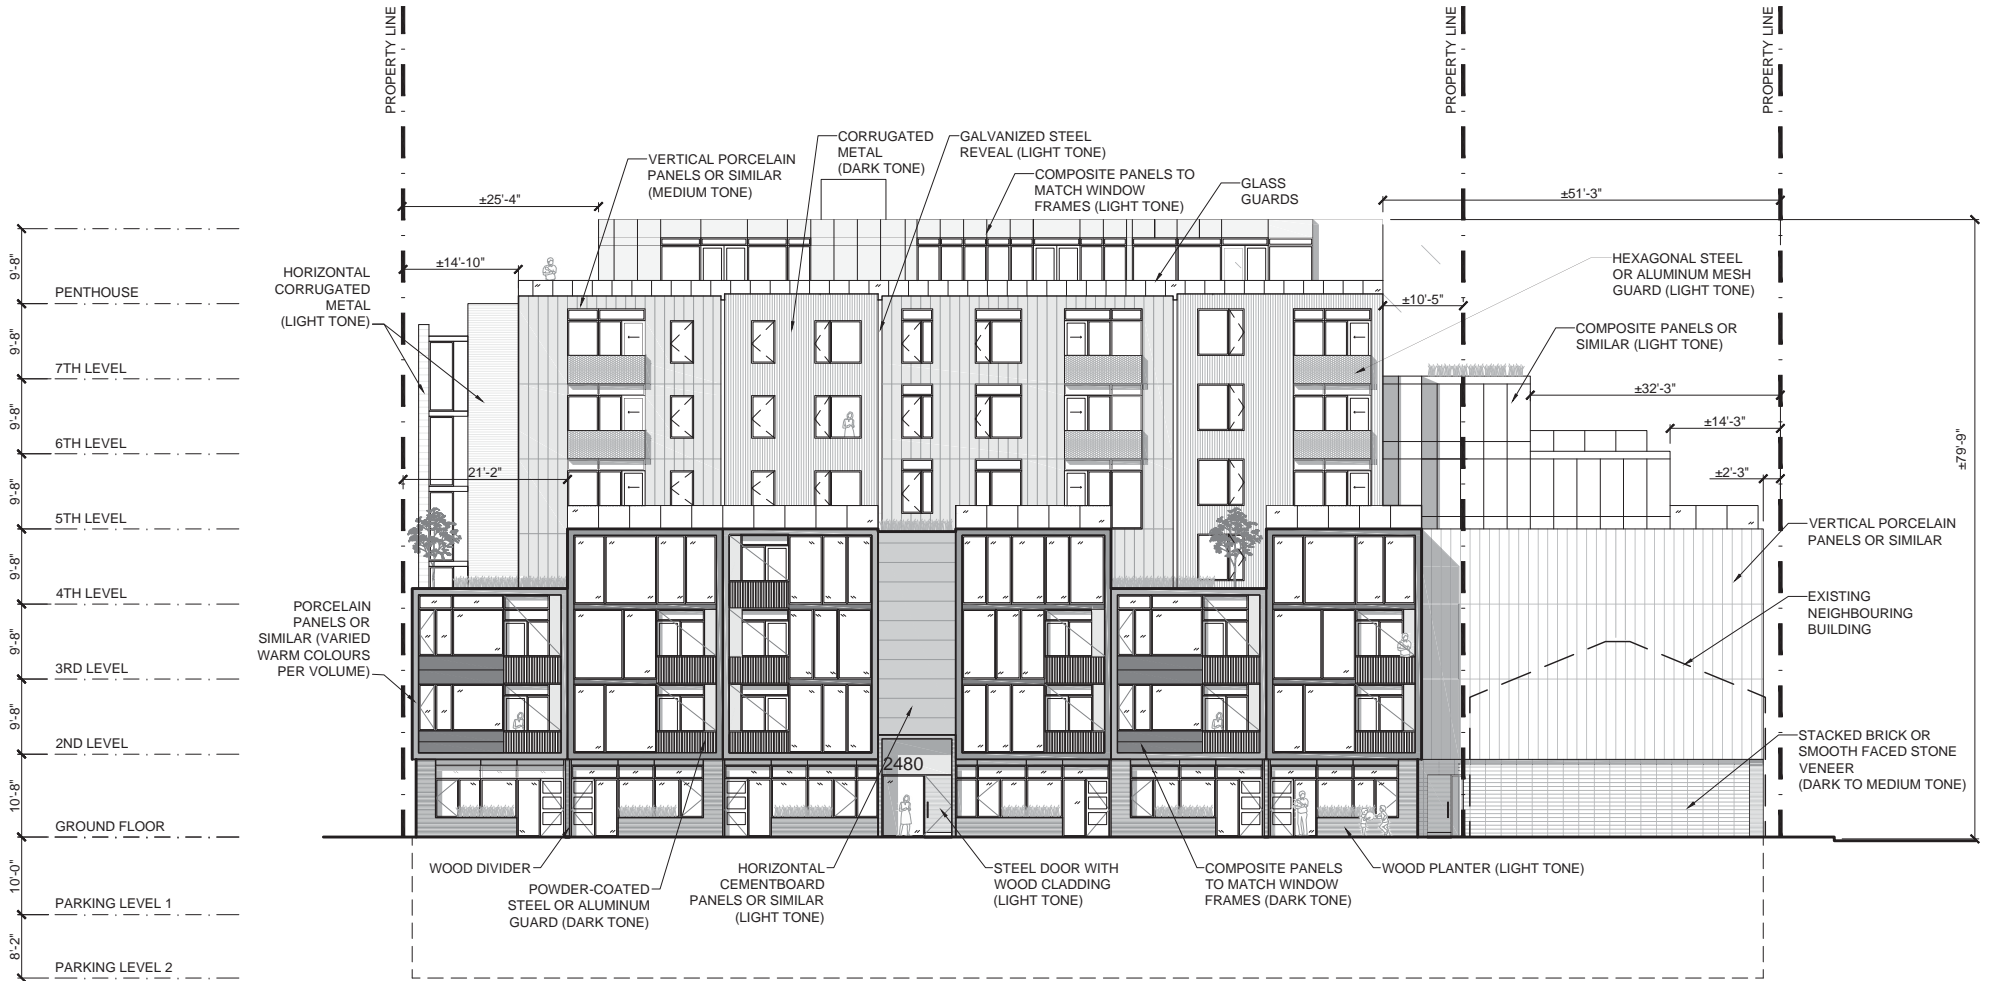 PROPERTY LINE
PROPERTY LINE
PROPERTY LINE
CORRUGATED
METAL
(DARK TONE)
GALVANIZED STEEL
REVEAL (LIGHT TONE)
VERTICAL PORCELAIN
PANELS OR SIMILAR
(MEDIUM TONE)
COMPOSITE PANELS TO
MATCH WINDOW
FRAMES (LIGHT TONE)
GLASS
GUARDS
±25'-4"
±51'-3"
±14'-10"
HORIZONTAL
CORRUGATED
METAL
(LIGHT TONE)
HEXAGONAL STEEL
OR ALUMINUM MESH
GUARD (LIGHT TONE)
±10'-5"
COMPOSITE PANELS OR
SIMILAR (LIGHT TONE)
±32'-3"
±14'-3"
±2'-3"
±79'-9"
21'-2"
9'-8"
PENTHOUSE
9'-8"
7TH LEVEL
9'-8"
6TH LEVEL
9'-8"
5TH LEVEL
9'-8"
4TH LEVEL
9'-8"
3RD LEVEL
9'-8"
2ND LEVEL
10'-8"
GROUND FLOOR
10'-0"
PARKING LEVEL 1
8'-2"
PARKING LEVEL 2
PORCELAIN
PANELS OR
SIMILAR (VARIED
WARM COLOURS
PER VOLUME)
VERTICAL PORCELAIN
PANELS OR SIMILAR
EXISTING
NEIGHBOURING
BUILDING
STACKED BRICK OR
SMOOTH FACED STONE
VENEER
(DARK TO MEDIUM TONE)
2480
WOOD DIVIDER
POWDER-COATED
STEEL OR ALUMINUM
GUARD (DARK TONE)
HORIZONTAL
CEMENTBOARD
PANELS OR SIMILAR
(LIGHT TONE)
STEEL DOOR WITH
WOOD CLADDING
(LIGHT TONE)
COMPOSITE PANELS
TO MATCH WINDOW
FRAMES (DARK TONE)
WOOD PLANTER (LIGHT TONE)